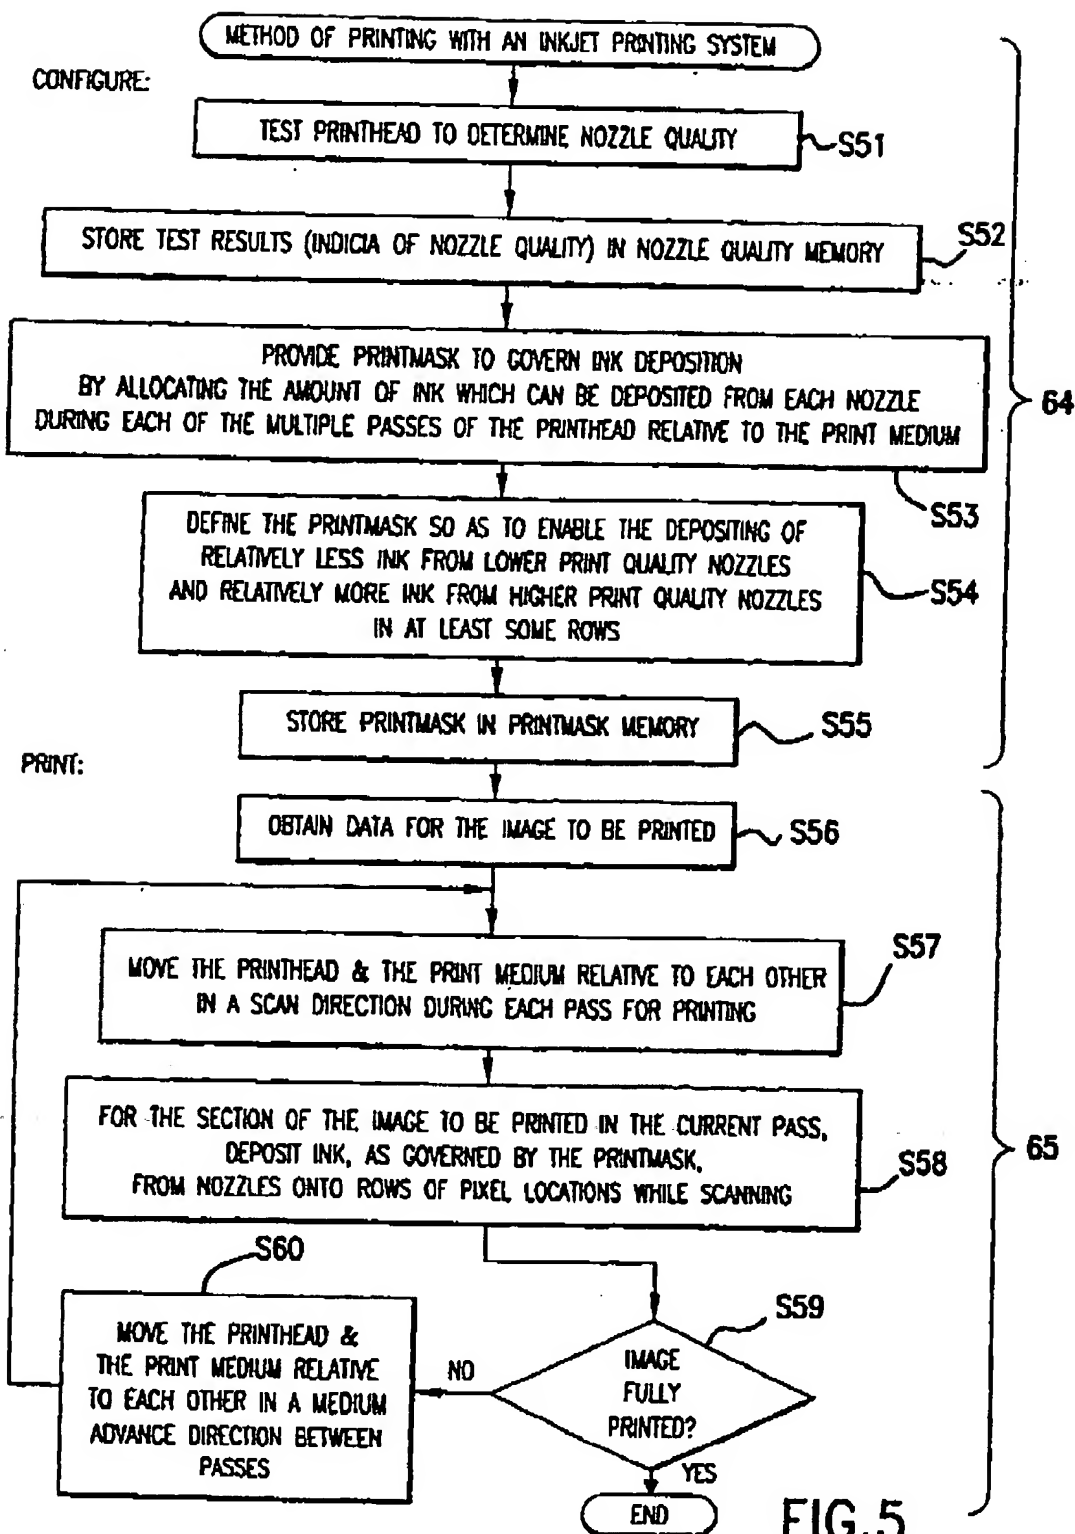 METHOD OF PRINTING WITH AN INKJET PRINTING SYSTEM
CONFIGURE:
TEST PRINTHEAD TO DETERMINE NOZZLE QUALITY
S51
STORE TEST RESULTS (INDICIA OF NOZZLE QUALITY) IN NOZZLE QUALITY MEMORY
S52
PROVIDE PRINTMASK TO GOVERN INK DEPOSITION
BY ALLOCATING THE AMOUNT OF INK WHICH CAN BE DEPOSITED FROM EACH NOZZLE
DURING EACH OF THE MULTIPLE PASSES OF THE PRINTHEAD RELATIVE TO THE PRINT MEDIUM
64
S53
DEFINE THE PRINTMASK SO AS TO ENABLE THE DEPOSITING OF
RELATIVELY LESS INK FROM LOWER PRINT QUALITY NOZZLES
AND RELATIVELY MORE INK FROM HIGHER PRINT QUALITY NOZZLES
IN AT LEAST SOME ROWS
S54
STORE PRINTMASK IN PRINTMASK MEMORY
S55
PRINT:
OBTAIN DATA FOR THE IMAGE TO BE PRINTED
S56
MOVE THE PRINTHEAD & THE PRINT MEDIUM RELATIVE TO EACH OTHER
IN A SCAN DIRECTION DURING EACH PASS FOR PRINTING
S57
FOR THE SECTION OF THE IMAGE TO BE PRINTED IN THE CURRENT PASS,
DEPOSIT INK, AS GOVERNED BY THE PRINTMASK,
FROM NOZZLES ONTO ROWS OF PIXEL LOCATIONS WHILE SCANNING
S58
65
S60
MOVE THE PRINTHEAD &
THE PRINT MEDIUM RELATIVE
TO EACH OTHER IN A MEDIUM
ADVANCE DIRECTION BETWEEN
PASSES
NO
IMAGE
FULLY
PRINTED?
S59
YES
END
FIG.5